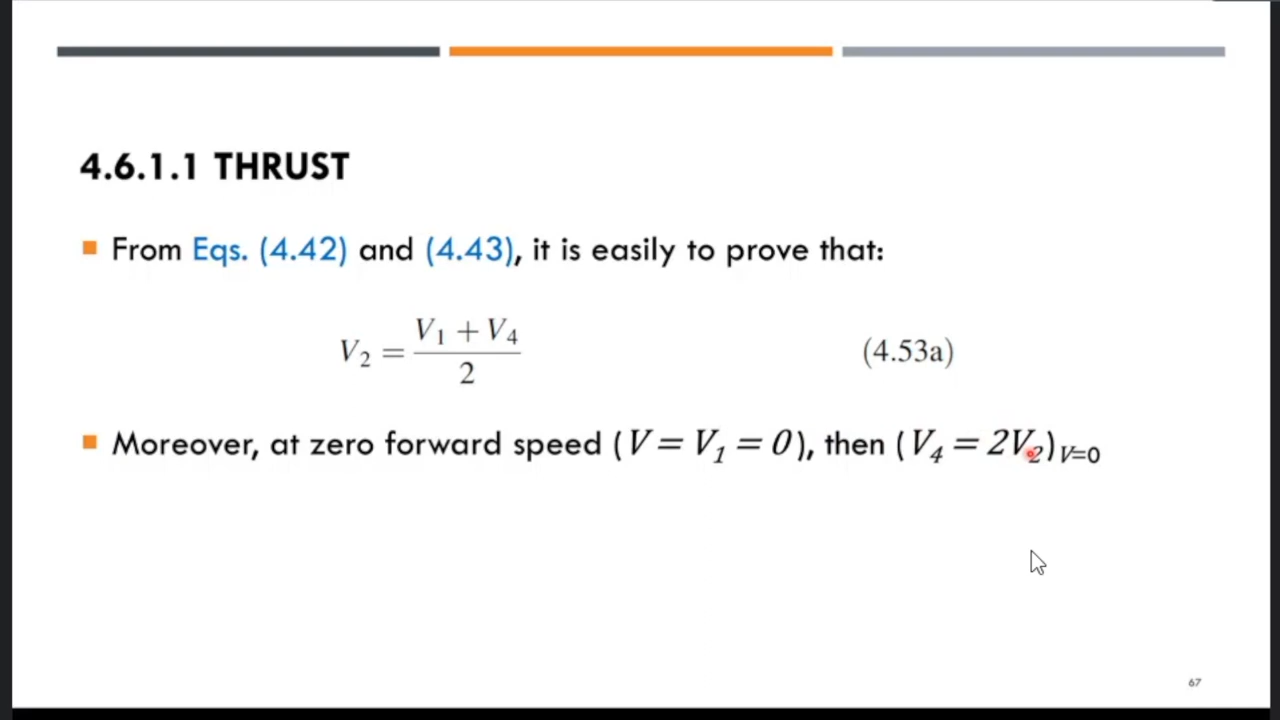 4.6.1.1 THRUST
From Eqs. (4.42) and (4.43), it is easily to prove that:
V₂ = (V₁ + V₄) / 2 (4.53a)
Moreover, at zero forward speed (V = V₁ = 0), then (V₄ = 2V₂)V=0
67